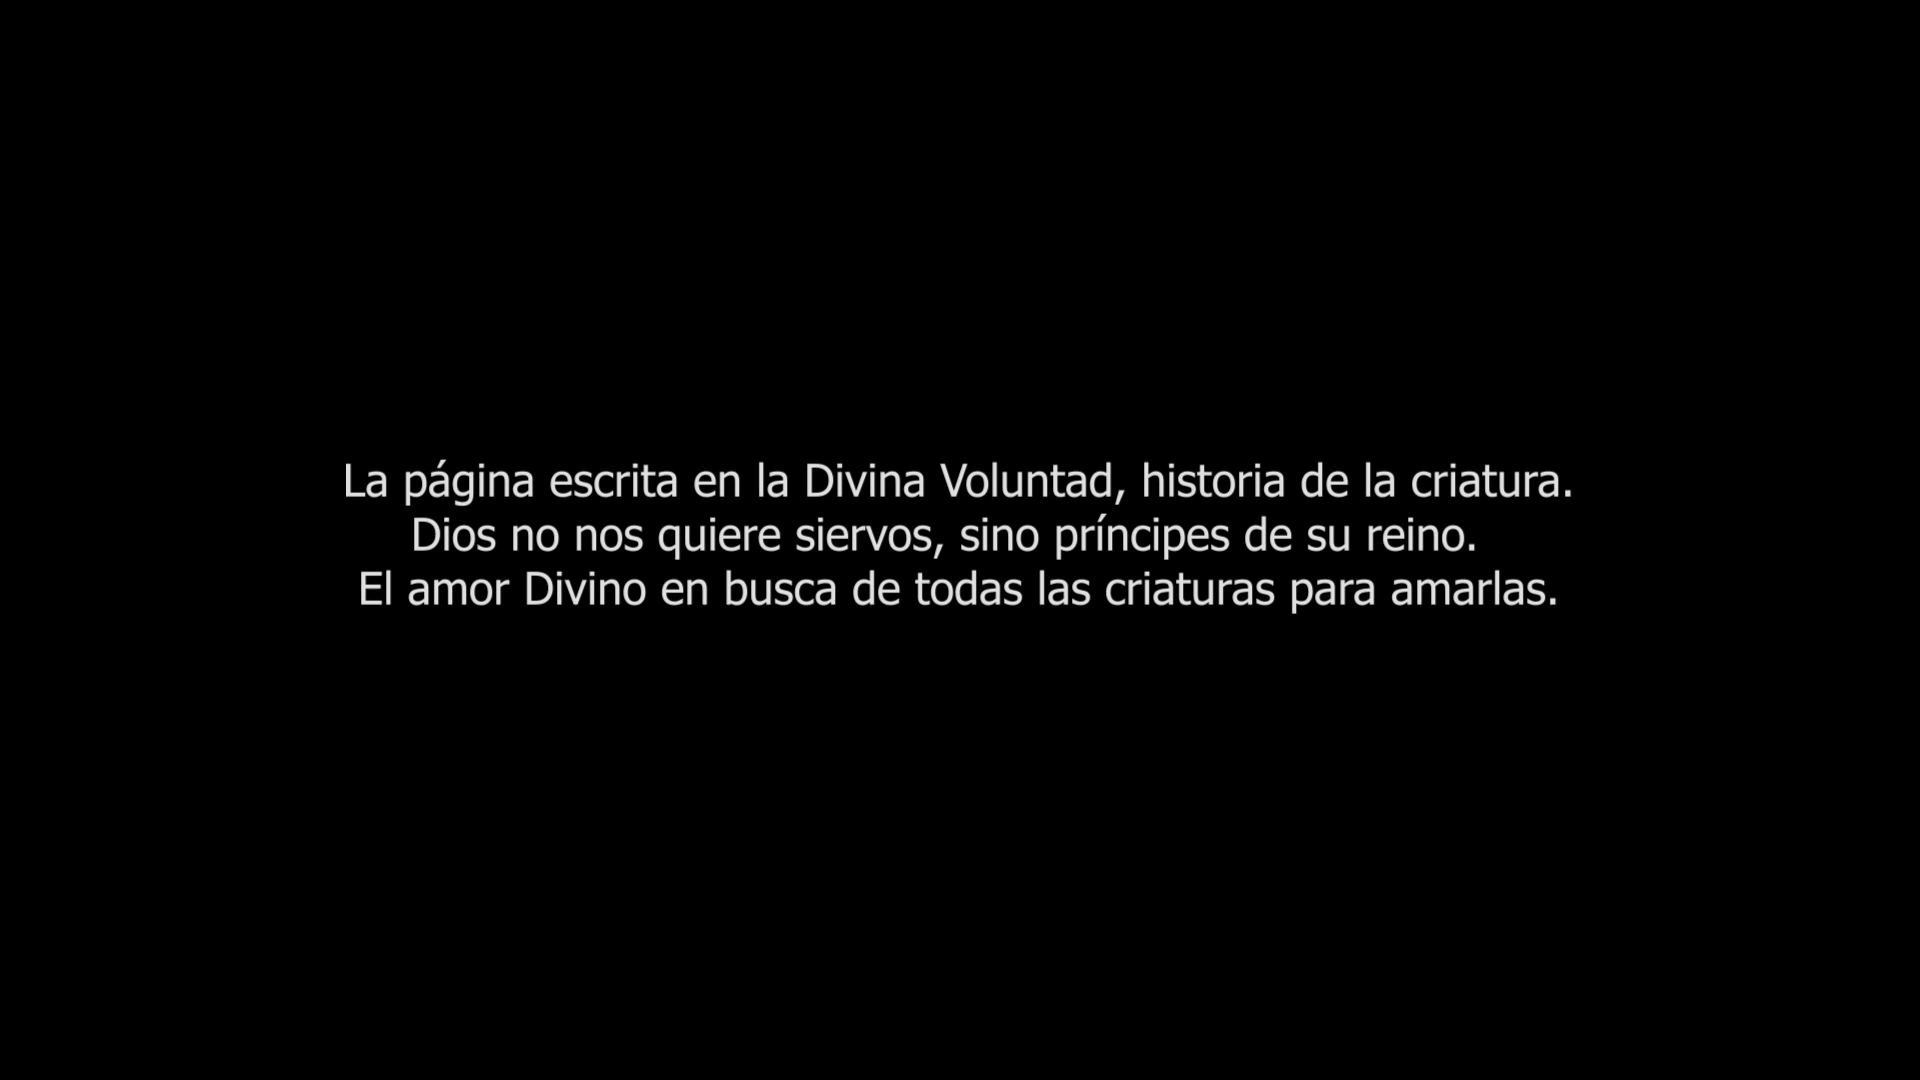 La página escrita en la Divina Voluntad, historia de la criatura.
Dios no nos quiere siervos, sino príncipes de su reino.
El amor Divino en busca de todas las criaturas para amarlas.